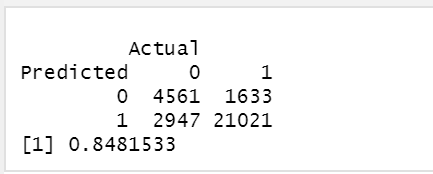 Actual
Predicted 0 1
0 4561 1633
1 2947 21021
[1] 0.8481533